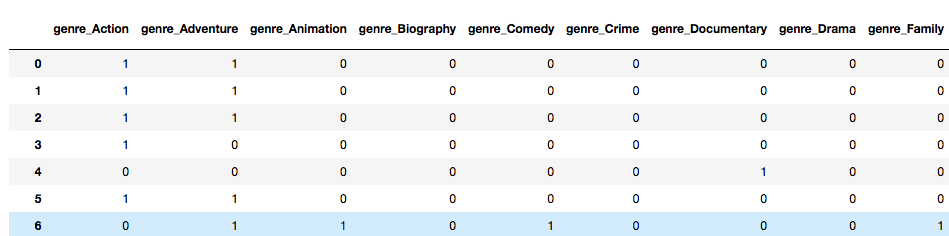 genre_Action genre_Adventure genre_Animation genre_Biography genre_Comedy genre_Crime genre_Documentary genre_Drama genre_Family
0 1 1 0 0 0 0 0 0 0
1 1 1 0 0 0 0 0 0 0
2 1 1 0 0 0 0 0 0 0
3 1 0 0 0 0 0 0 0 0
4 0 0 0 0 0 0 1 0 0
5 1 1 0 0 0 0 0 0 0
6 0 1 1 0 1 0 0 0 1